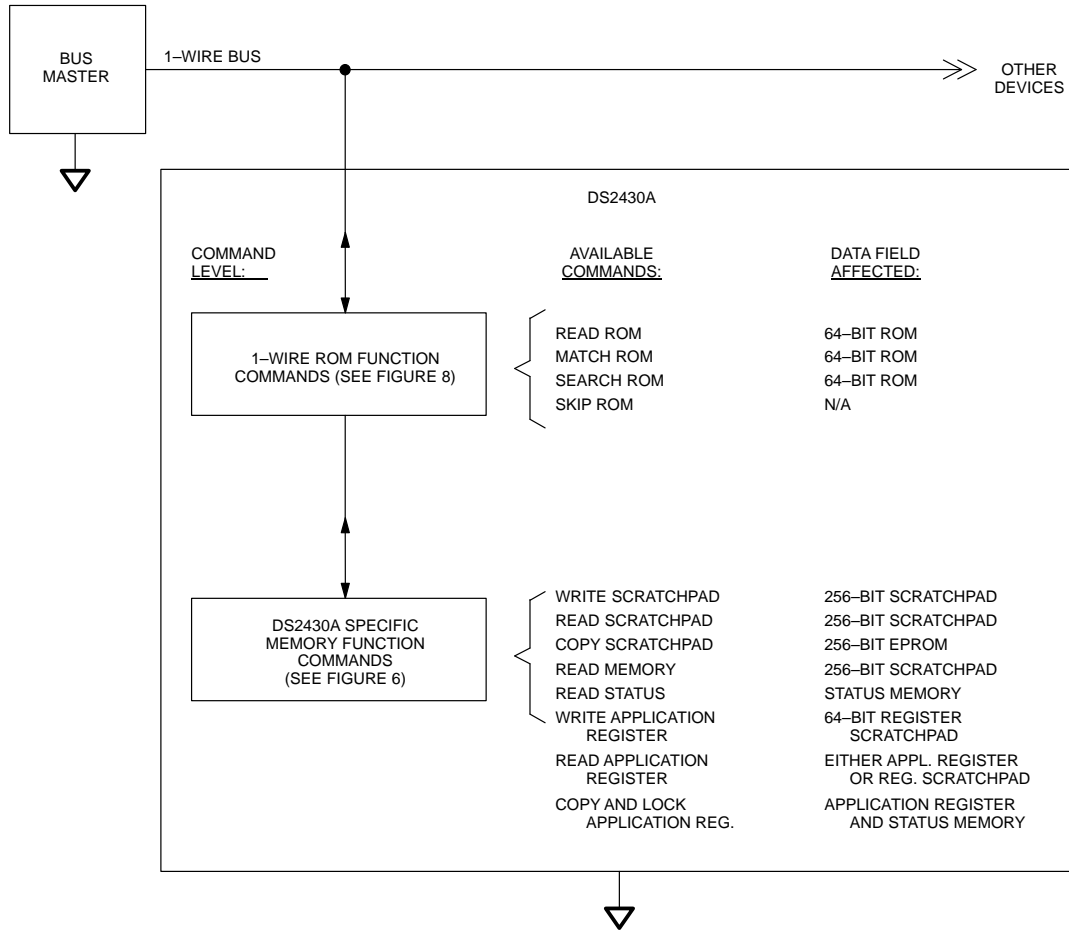 BUS
MASTER
1–WIRE BUS
OTHER
DEVICES
DS2430A
COMMAND
LEVEL:
AVAILABLE
COMMANDS:
DATA FIELD
AFFECTED:
1–WIRE ROM FUNCTION
COMMANDS (SEE FIGURE 8)
READ ROM 64–BIT ROM
MATCH ROM 64–BIT ROM
SEARCH ROM 64–BIT ROM
SKIP ROM N/A
DS2430A SPECIFIC
MEMORY FUNCTION
COMMANDS
(SEE FIGURE 6)
WRITE SCRATCHPAD 256–BIT SCRATCHPAD
READ SCRATCHPAD 256–BIT SCRATCHPAD
COPY SCRATCHPAD 256–BIT EPROM
READ MEMORY 256–BIT SCRATCHPAD
READ STATUS STATUS MEMORY
WRITE APPLICATION 64–BIT REGISTER
REGISTER SCRATCHPAD
READ APPLICATION EITHER APPL. REGISTER
REGISTER OR REG. SCRATCHPAD
COPY AND LOCK APPLICATION REGISTER
APPLICATION REG. AND STATUS MEMORY